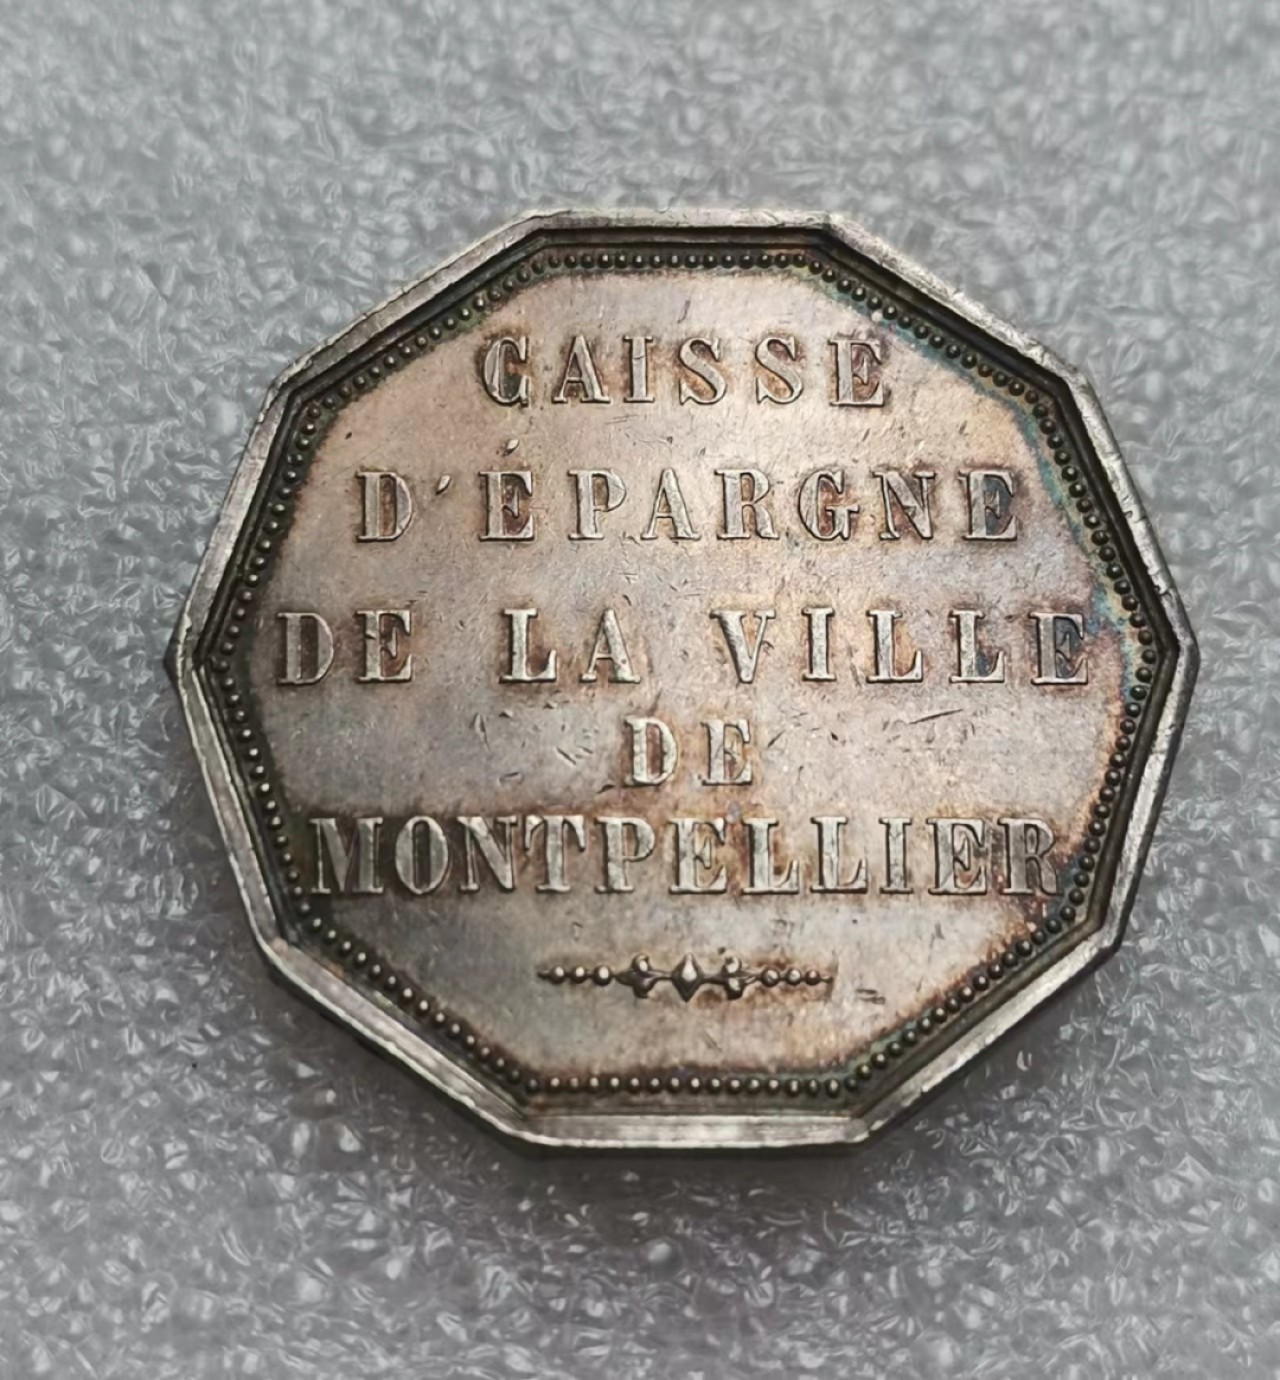 CAISSE
D'ÉPARGNE
DE LA VILLE
DE
MONTPELLIER